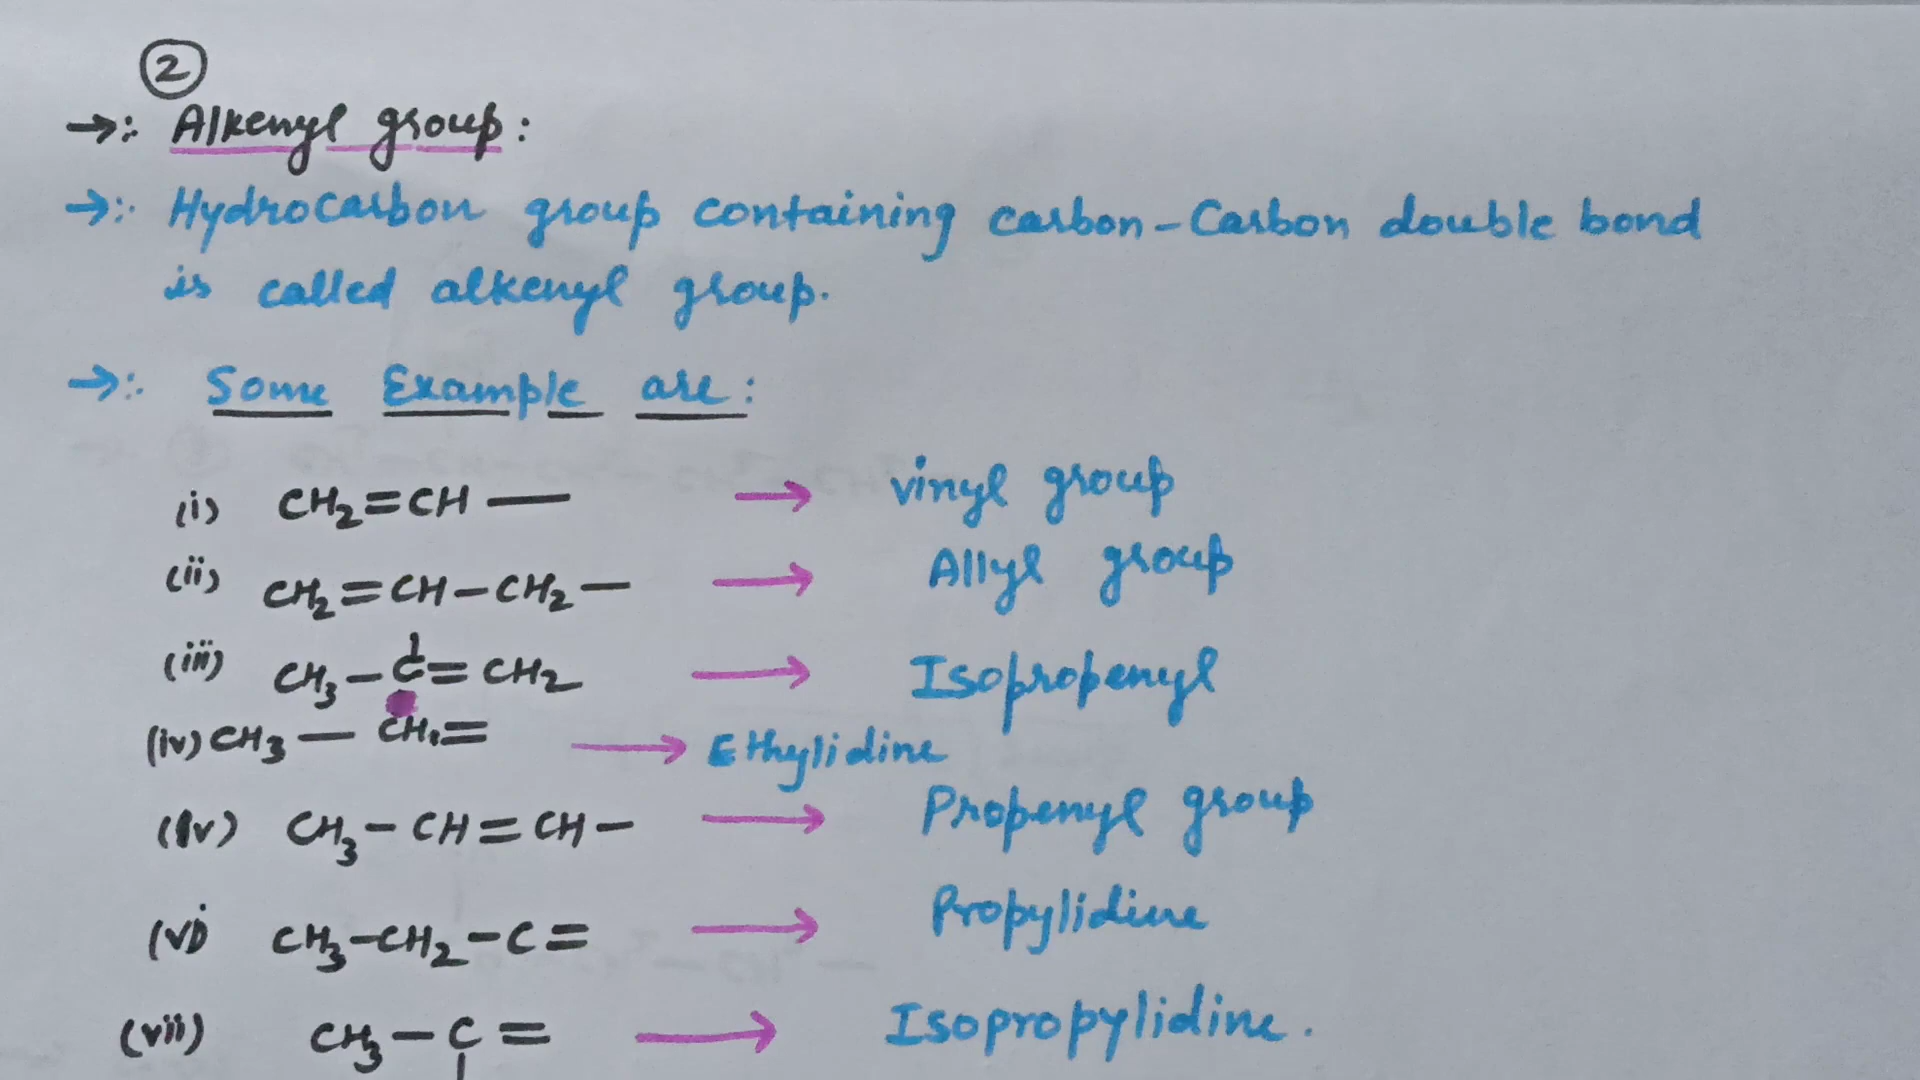 ②
→: Alkenyl group:
→: Hydrocarbon group containing carbon-Carbon double bond
is called alkenyl group.
→: Some Example are:
(i) CH₂=CH — → vinyl group
(ii) CH₂=CH-CH₂- → Allyl group
(iii) CH₃-C=CH₂ → Isopropenyl
(iv) CH₃ — CH= → Ethylidine
(v) CH₃-CH=CH- → Propenyl group
(vi) CH₃-CH₂-C= → Propylidine
(vii) CH₃-C= → Isopropylidine.